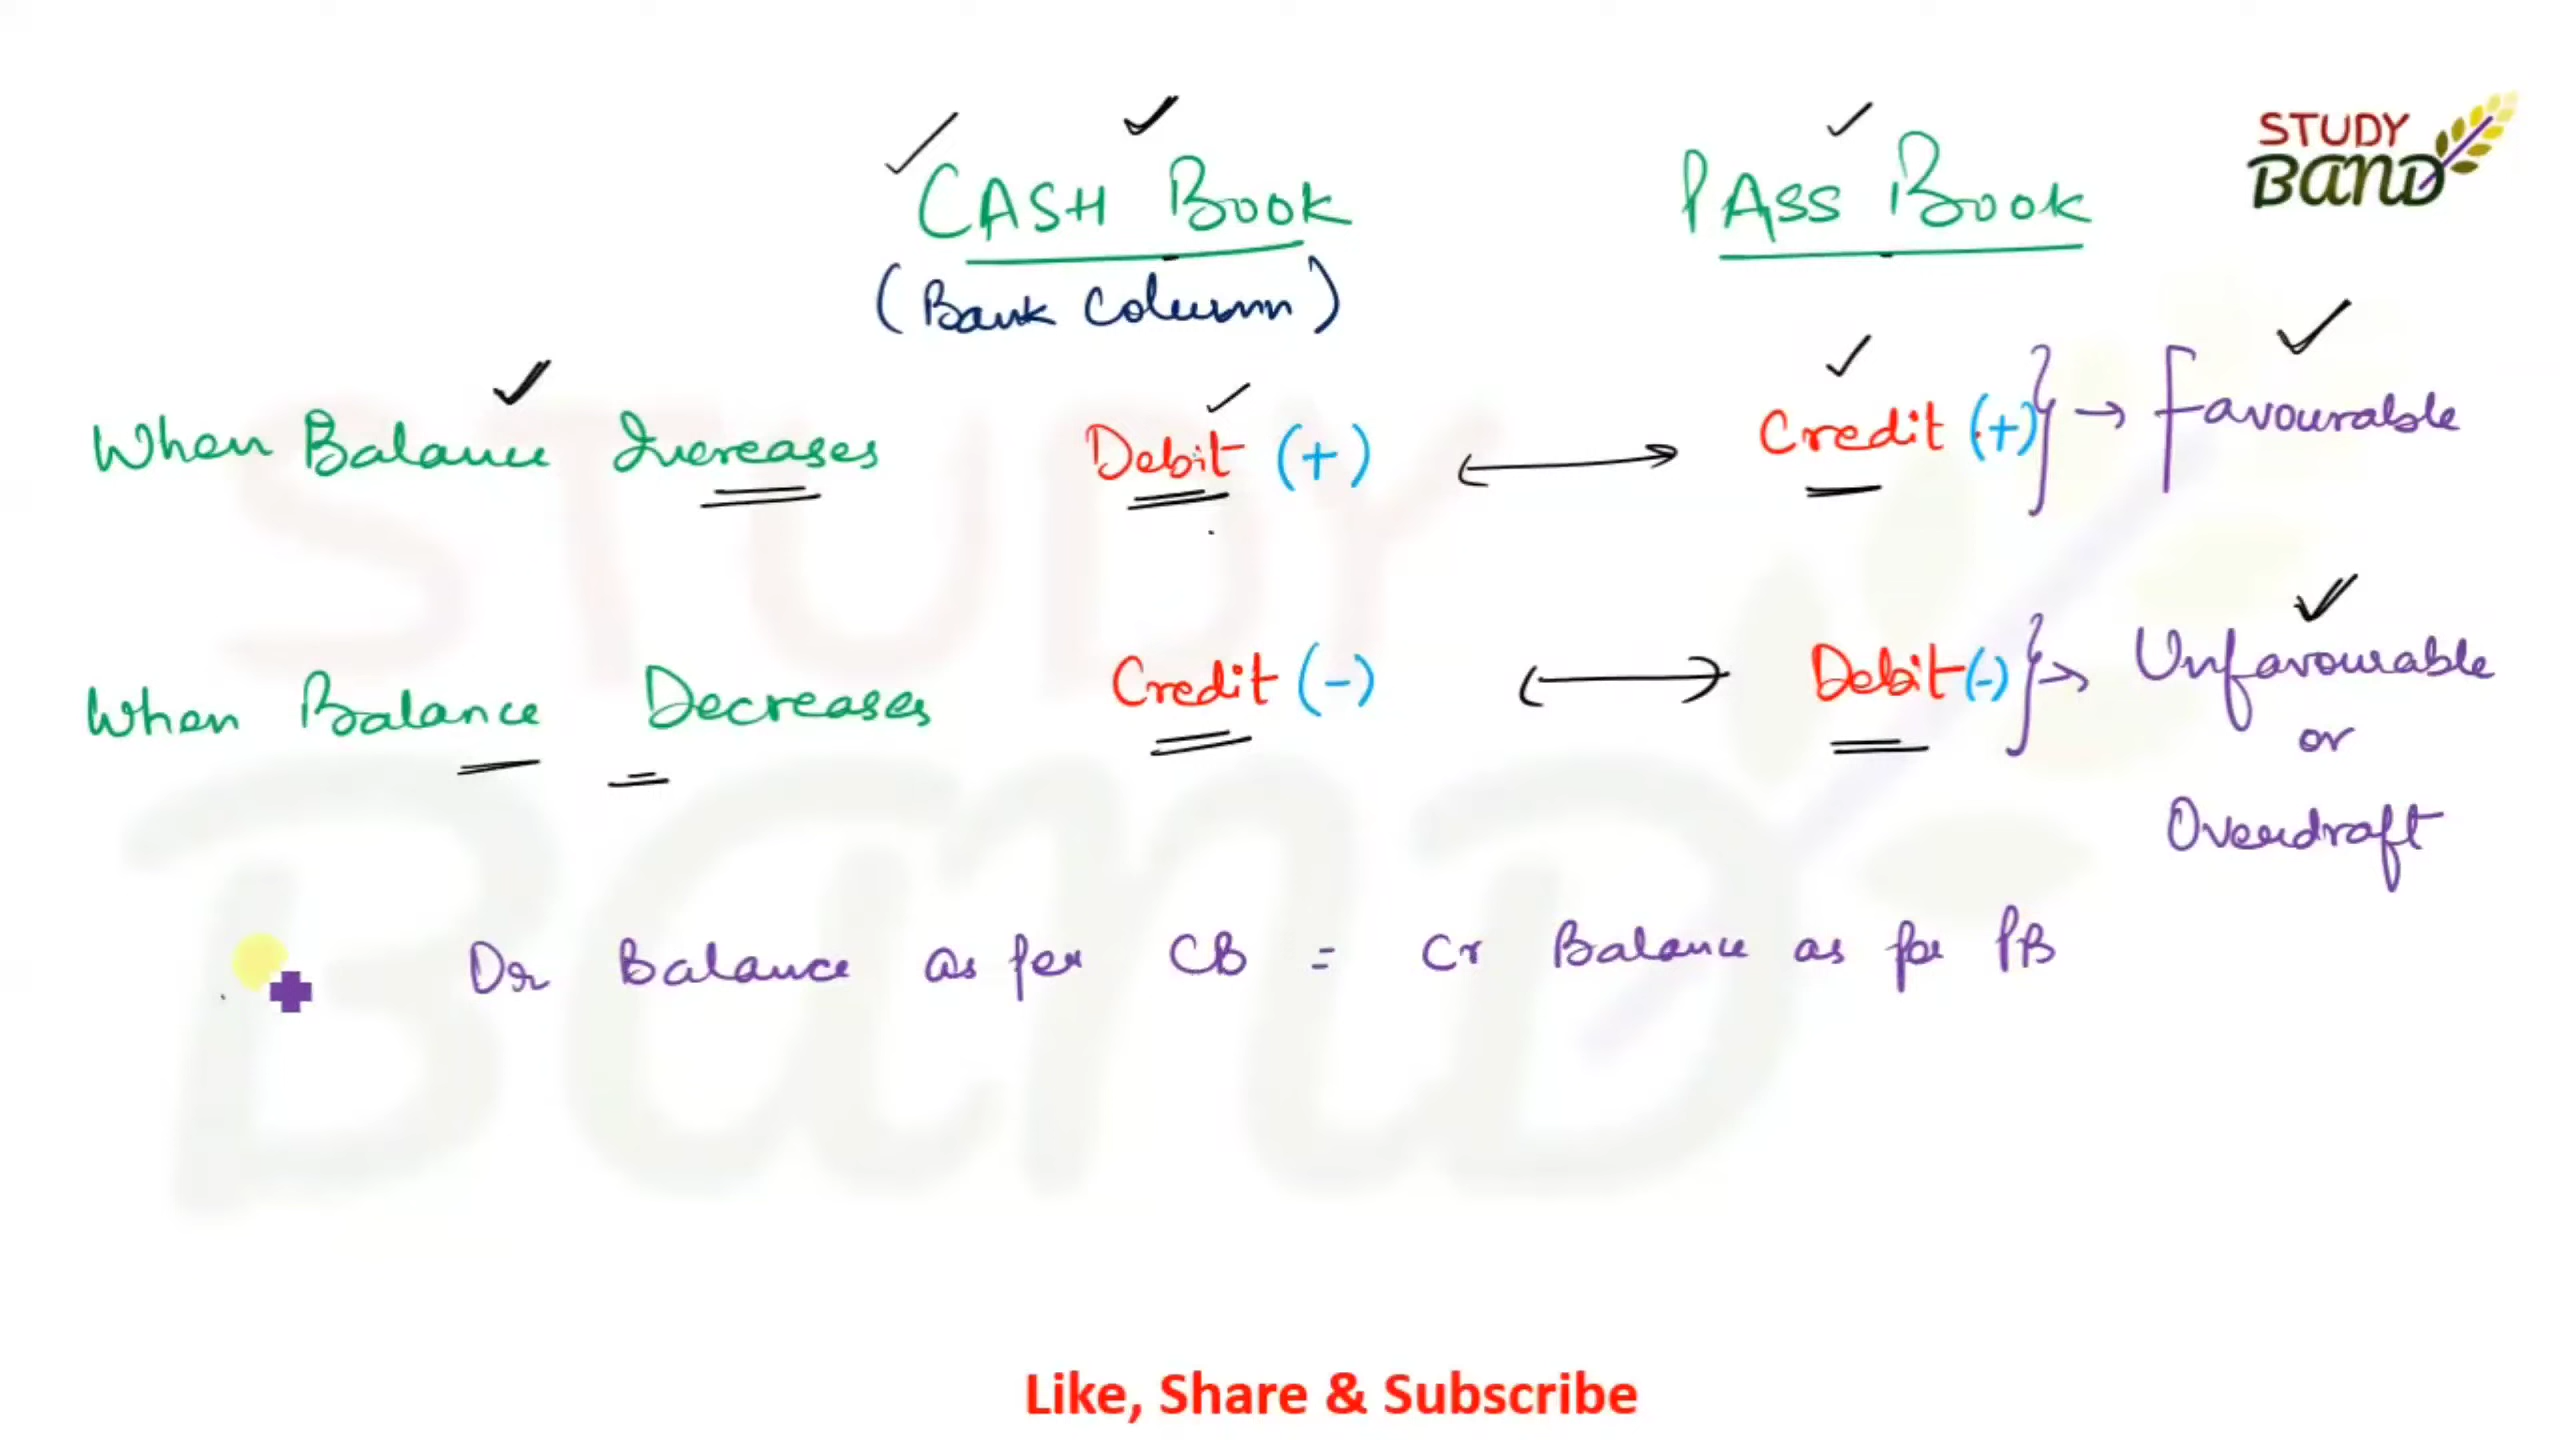 CASH BOOK PASS BOOK
STUDY
BAND
(Bank Column)
When Balance Increases Debit (+) Credit (+) → Favourable
When Balance Decreases Credit (-) Debit (-) → Unfavourable
or
Overdraft
Dr Balance as per CB = Cr Balance as per PB
Like, Share & Subscribe